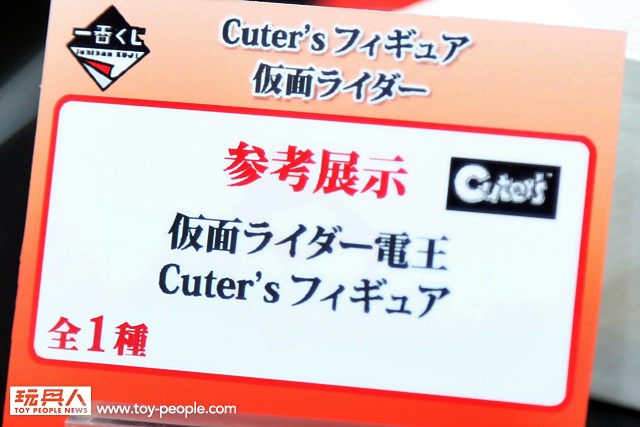 一番くじ
Cuter'sフィギュア
仮面ライダー
参考展示
Cuter's
仮面ライダー電王
Cuter'sフィギュア
全1種
玩具人
TOY PEOPLE NEWS
www.toy-people.com